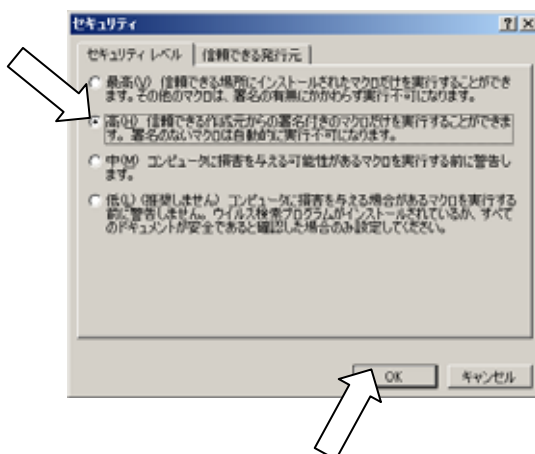 セキュリティ
セキュリティ レベル
信頼できる発行元
最高(V) 信頼できる場所にインストールされたマクロだけを実行することができ
ます。その他のマクロは、署名の有無にかかわらず実行不可になります。
高(H) 信頼できる作成元からの署名付きのマクロだけを実行することができま
す。署名のないマクロは自動的に実行不可になります。
中(M) コンピュータに損害を与える可能性があるマクロを実行する前に警告し
ます。
低(L) (推奨しません) コンピュータに損害を与える場合があるマクロを実行する
前に警告しません。ウイルス検索プログラムがインストールされているか、すべて
のドキュメントが安全であると確認した場合のみ設定してください。
OK
キャンセル